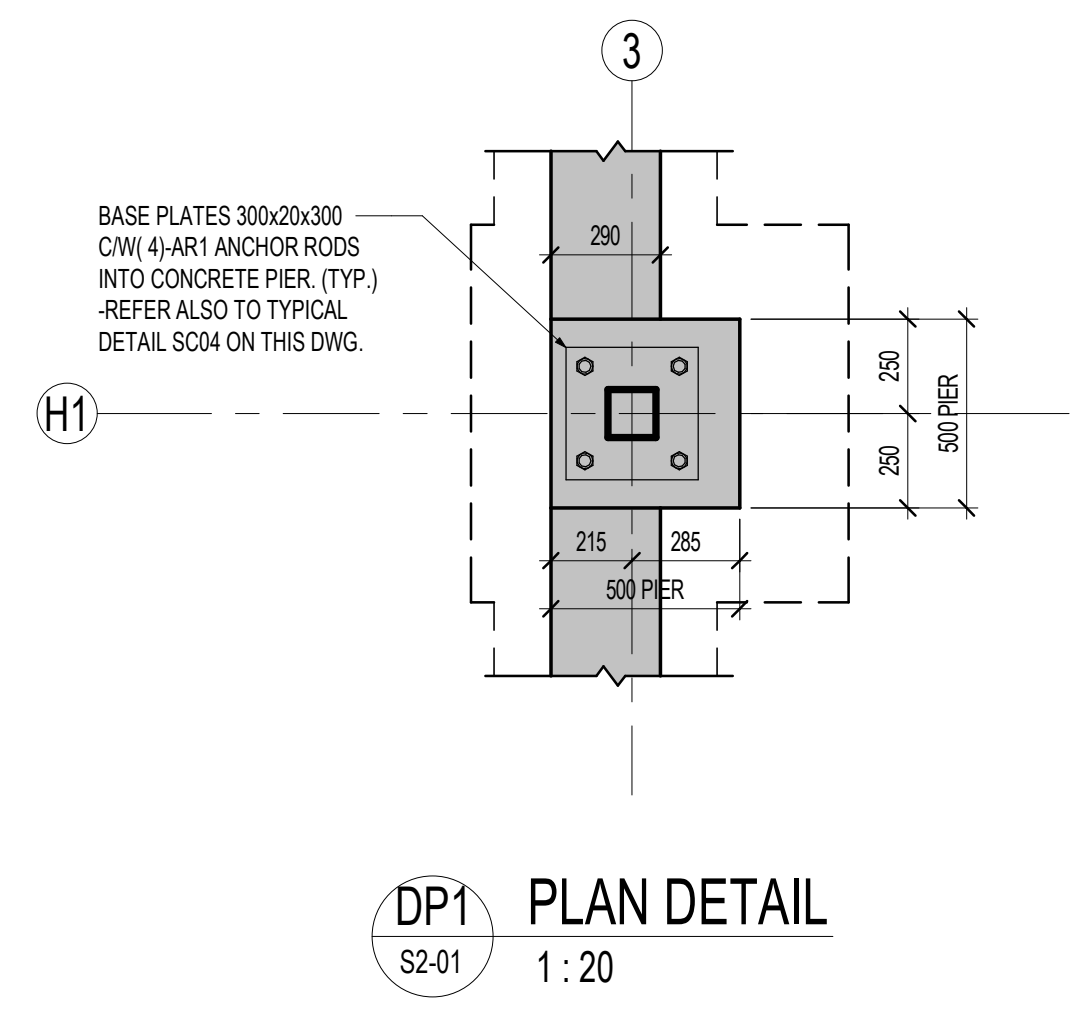 3
BASE PLATES 300x20x300
C/W( 4)-AR1 ANCHOR RODS
INTO CONCRETE PIER. (TYP.)
-REFER ALSO TO TYPICAL
DETAIL SC04 ON THIS DWG.
290
250
500 PIER
H1
250
215
285
500 PIER
DP1
PLAN DETAIL
S2-01
1 : 20